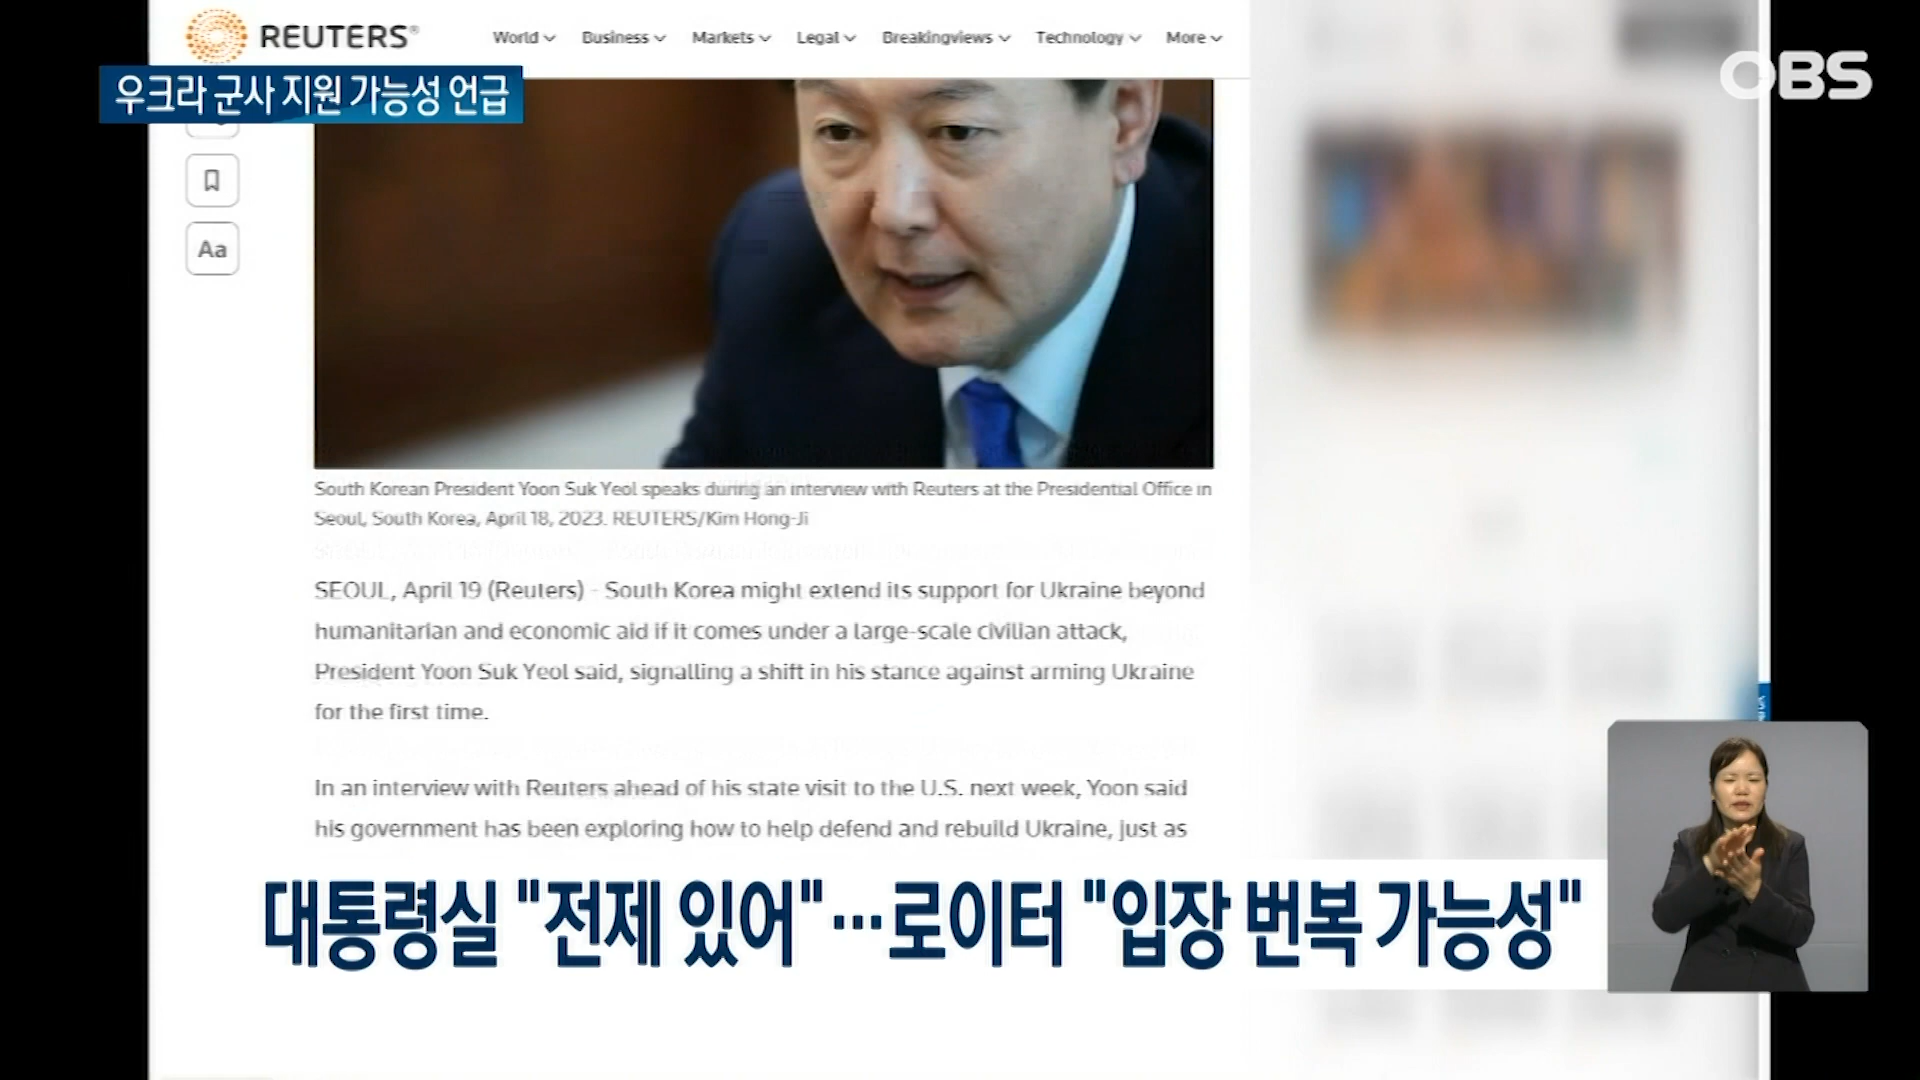 REUTERS®
World Business Markets Legal Breakingviews Technology More
OBS
우크라 군사 지원 가능성 언급
Aa
South Korean President Yoon Suk Yeol speaks during an interview with Reuters at the Presidential Office in
Seoul, South Korea, April 18, 2023. REUTERS/Kim Hong-Ji
SEOUL, April 19 (Reuters) - South Korea might extend its support for Ukraine beyond
humanitarian and economic aid if it comes under a large-scale civilian attack,
President Yoon Suk Yeol said, signalling a shift in his stance against arming Ukraine
for the first time.
In an interview with Reuters ahead of his state visit to the U.S. next week, Yoon said
his government has been exploring how to help defend and rebuild Ukraine, just as
대통령실 "전제 있어"…로이터 "입장 번복 가능성"